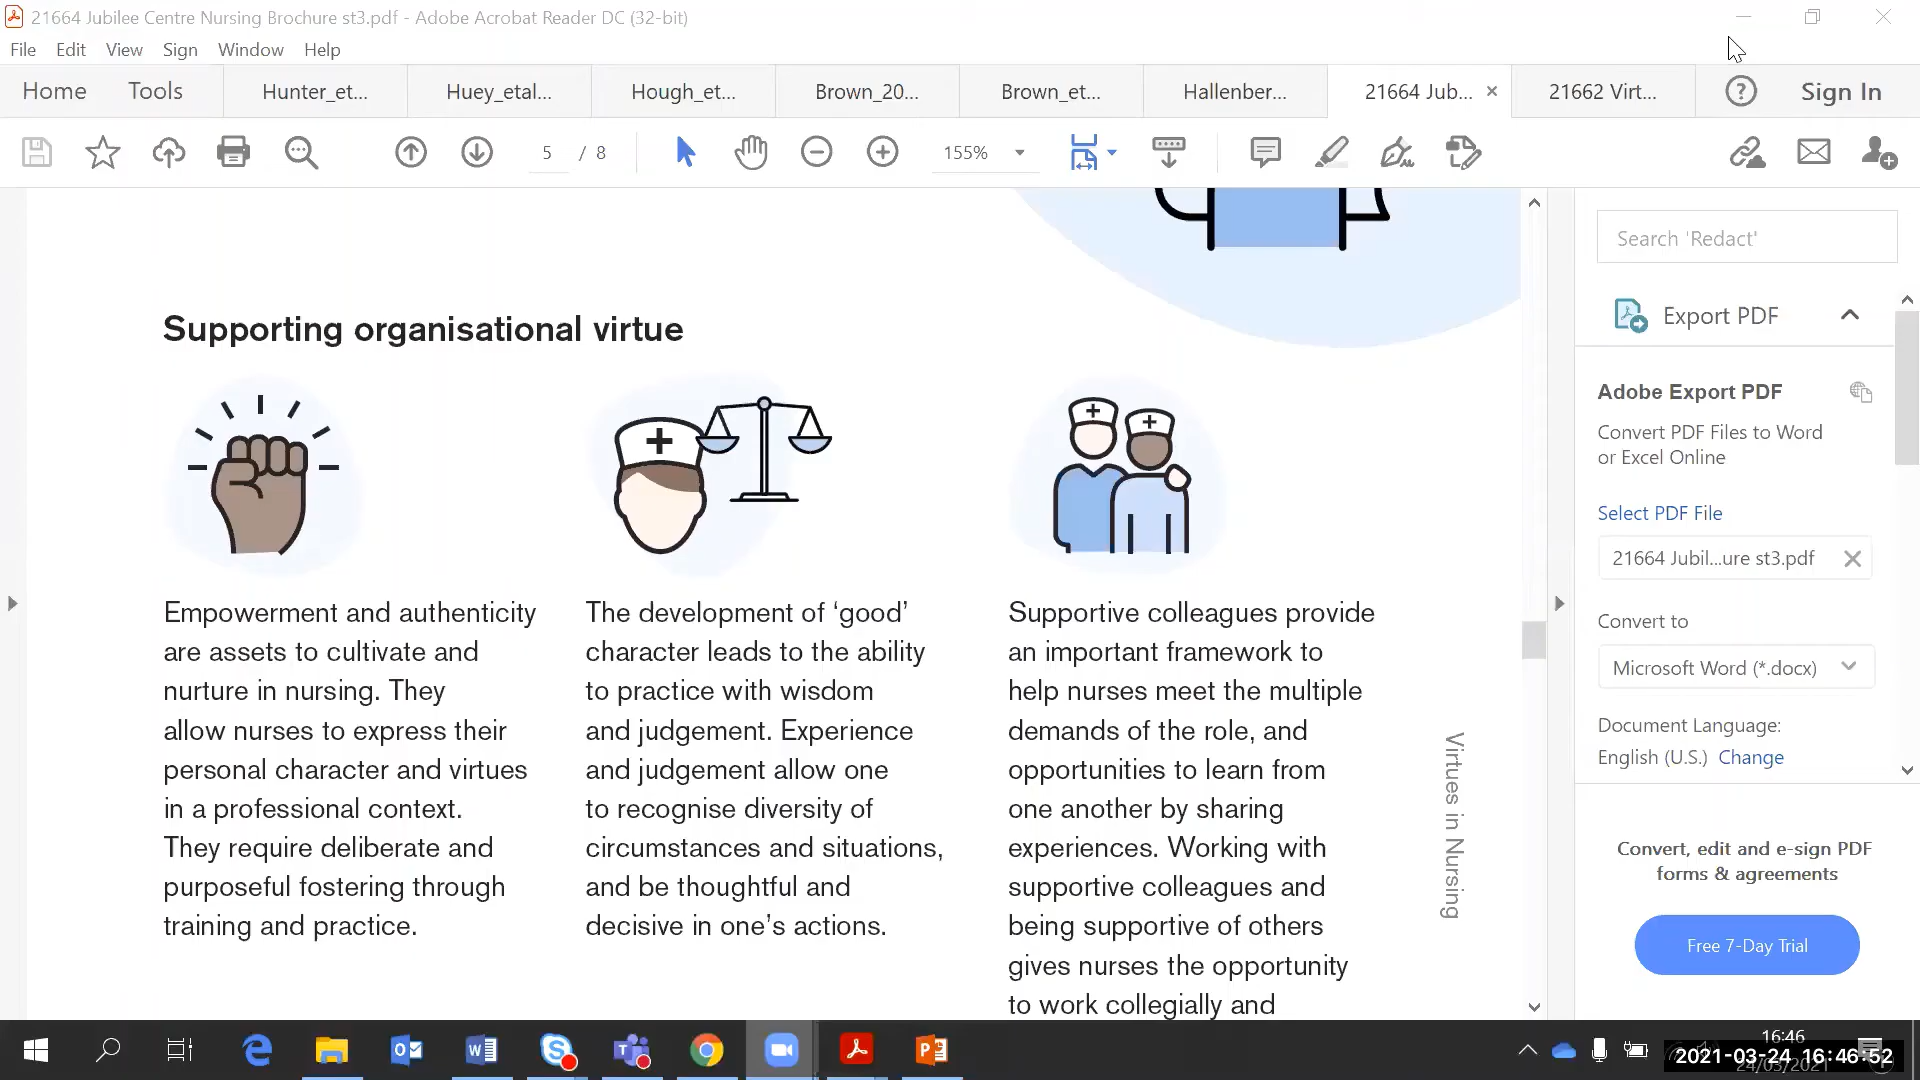 21664 Jubilee Centre Nursing Brochure st3.pdf - Adobe Acrobat Reader DC (32-bit)
File Edit View Sign Window Help
Home Tools Hunter_et... Huey_etal... Hough_et... Brown_20... Brown_et... Hallenber... 21664 Jub... 21662 Virt... Sign In
5 / 8 155%
Search 'Redact'
Export PDF
Adobe Export PDF
Convert PDF Files to Word
or Excel Online
Select PDF File
21664 Jubil...ure st3.pdf
Convert to
Microsoft Word (*.docx)
Document Language:
English (U.S.) Change
Convert, edit and e-sign PDF
forms & agreements
Free 7-Day Trial
Supporting organisational virtue
Empowerment and authenticity
are assets to cultivate and
nurture in nursing. They
allow nurses to express their
personal character and virtues
in a professional context.
They require deliberate and
purposeful fostering through
training and practice.
The development of ‘good’
character leads to the ability
to practice with wisdom
and judgement. Experience
and judgement allow one
to recognise diversity of
circumstances and situations,
and be thoughtful and
decisive in one’s actions.
Supportive colleagues provide
an important framework to
help nurses meet the multiple
demands of the role, and
opportunities to learn from
one another by sharing
experiences. Working with
supportive colleagues and
being supportive of others
gives nurses the opportunity
to work collegially and
Virtues in Nursing
16:46
2021-03-24 16:46:52
24/03/2021